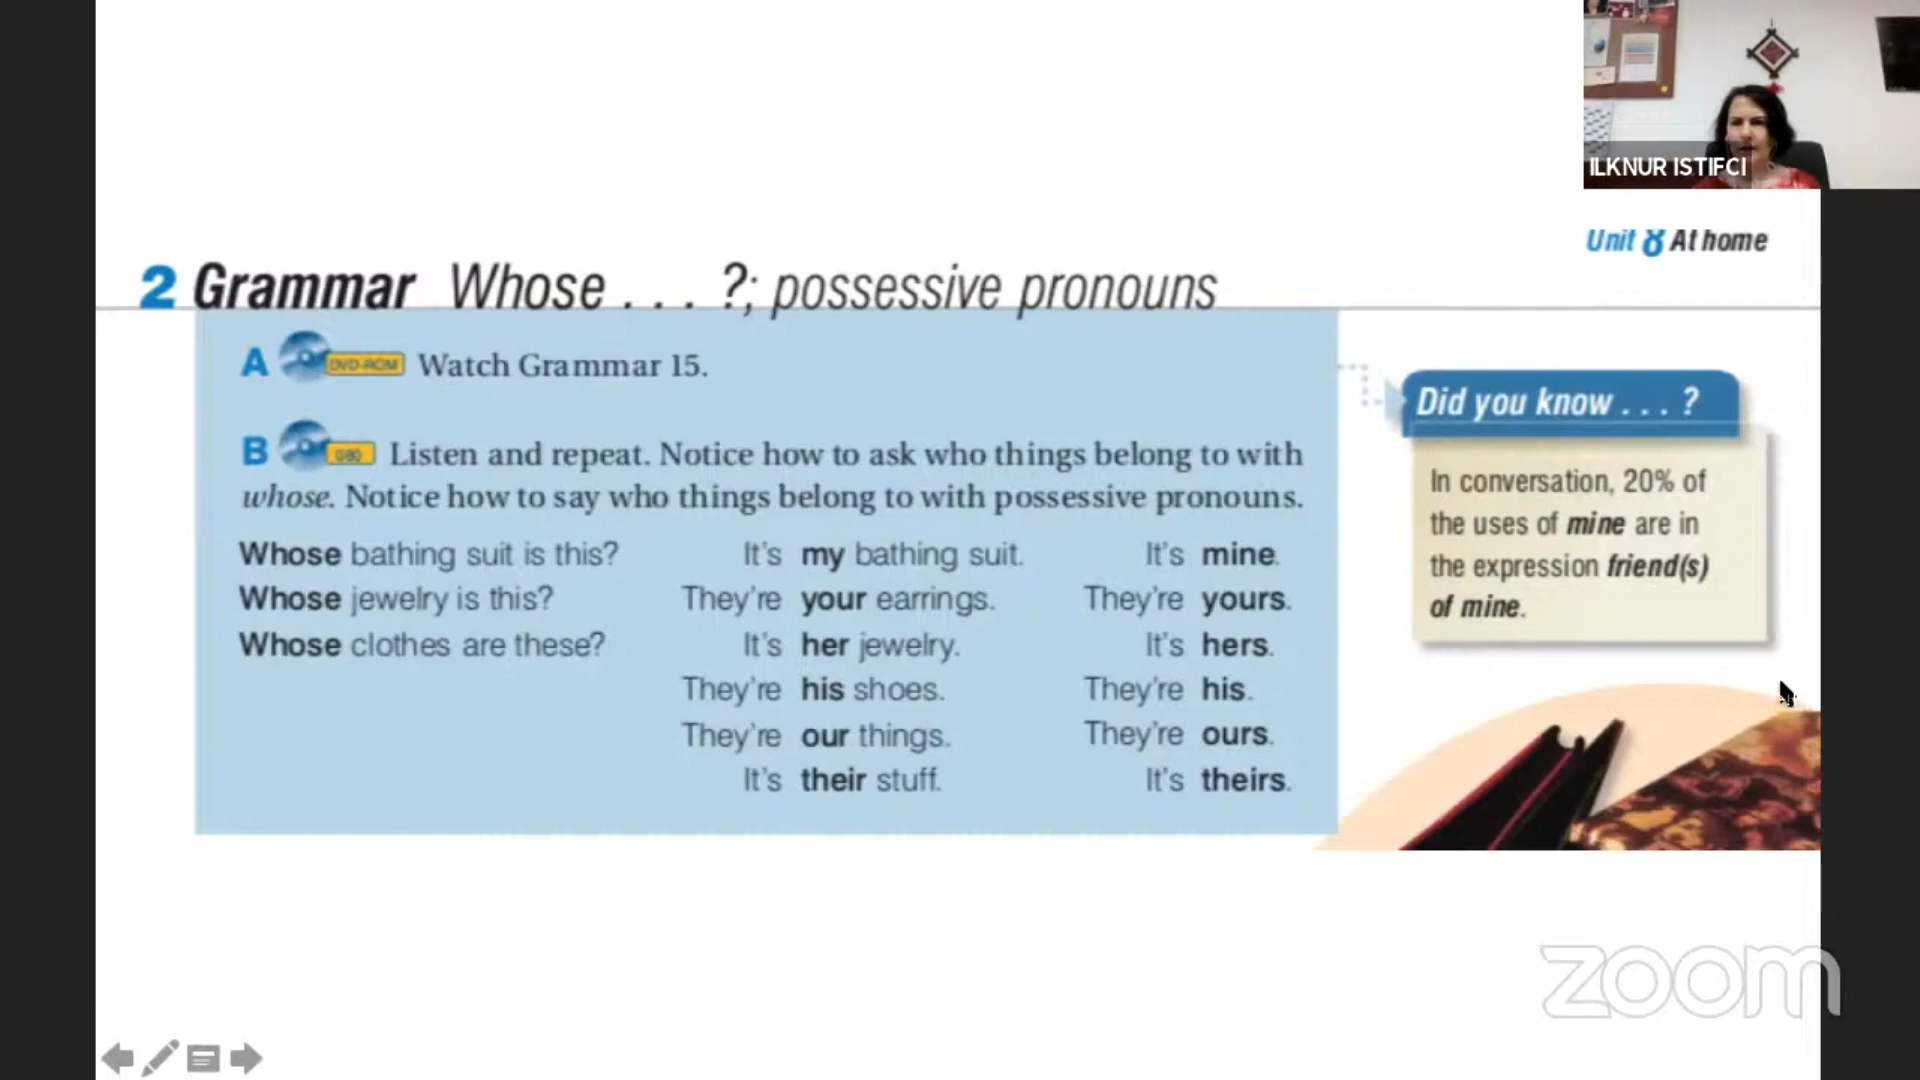 ILKNUR ISTIFCI
Unit 8 At home
2 Grammar Whose . . . ?; possessive pronouns
A DVD-ROM Watch Grammar 15.
B Listen and repeat. Notice how to ask who things belong to with
whose. Notice how to say who things belong to with possessive pronouns.
Whose bathing suit is this? It's my bathing suit. It's mine.
Whose jewelry is this? They're your earrings. They're yours.
Whose clothes are these? It's her jewelry. It's hers.
They're his shoes. They're his.
They're our things. They're ours.
It's their stuff. It's theirs.
Did you know . . . ?
In conversation, 20% of
the uses of mine are in
the expression friend(s)
of mine.
zoom